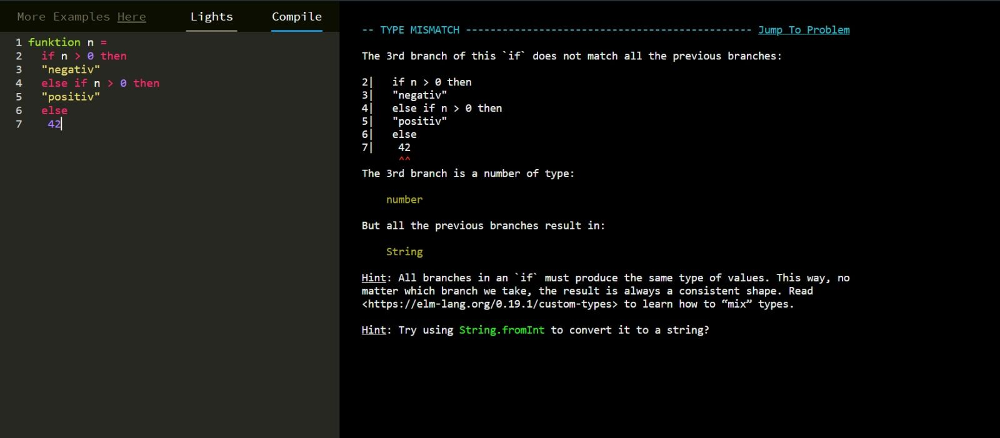 More Examples Here Lights Compile
1 funktion n =
2 if n > 0 then
3 "negativ"
4 else if n > 0 then
5 "positiv"
6 else
7 42
-- TYPE MISMATCH ----------------------------------------------- Jump To Problem
The 3rd branch of this `if` does not match all the previous branches:
2| if n > 0 then
3| "negativ"
4| else if n > 0 then
5| "positiv"
6| else
7| 42
^^
The 3rd branch is a number of type:
number
But all the previous branches result in:
String
Hint: All branches in an `if` must produce the same type of values. This way, no
matter which branch we take, the result is always a consistent shape. Read
<https://elm-lang.org/0.19.1/custom-types> to learn how to “mix” types.
Hint: Try using String.fromInt to convert it to a string?